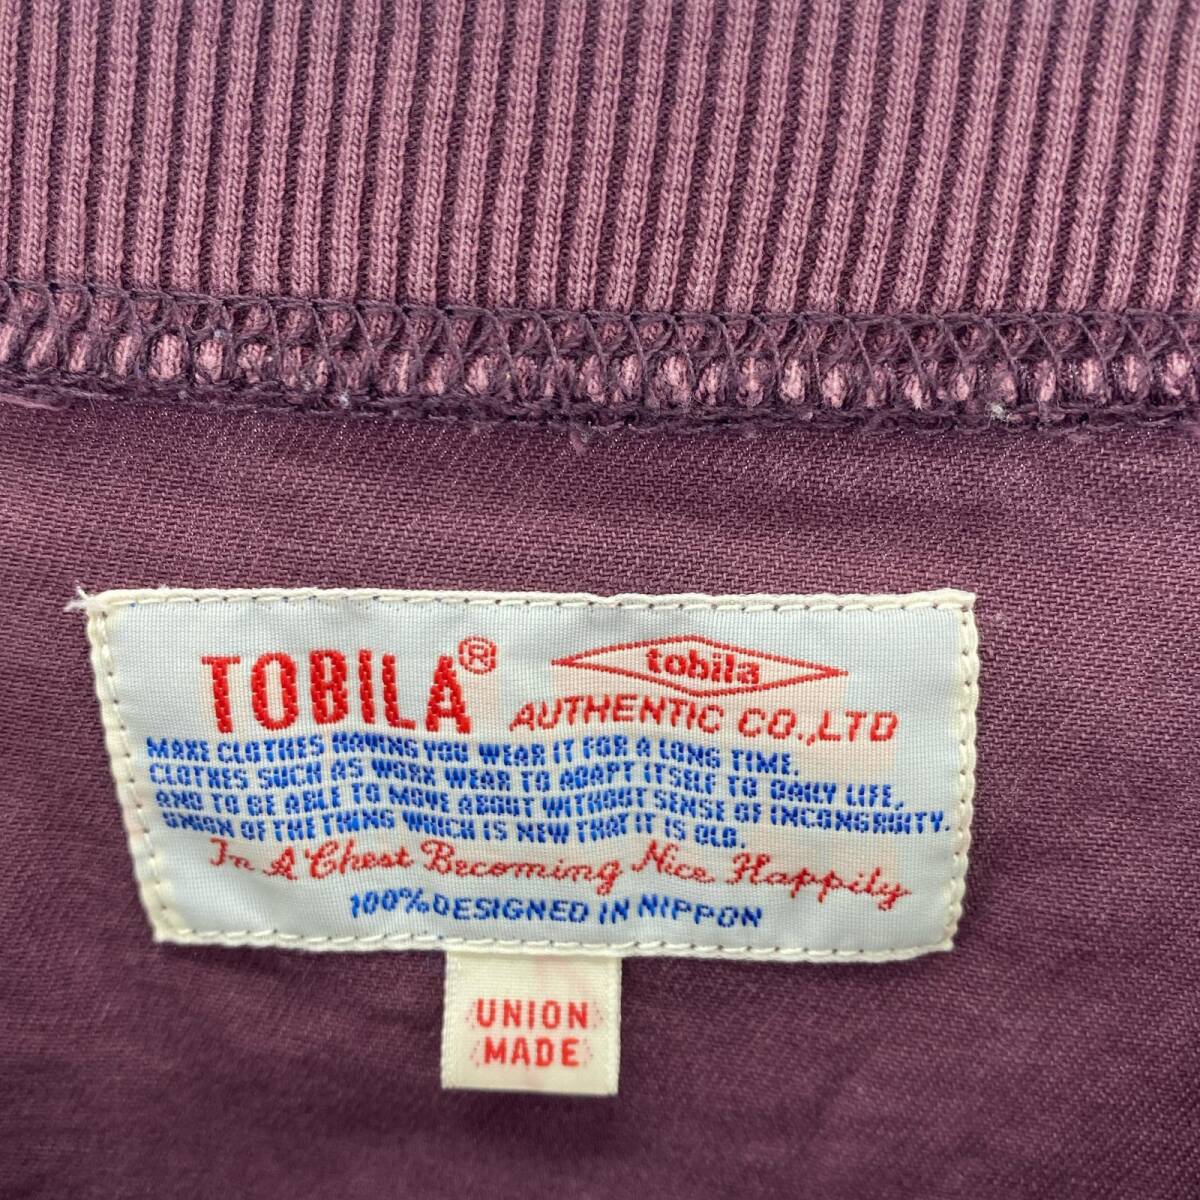 TOBILA®
tobila
AUTHENTIC CO.,LTD
MAKE CLOTHES HAVING YOU WEAR IT FOR A LONG TIME.
CLOTHES SUCH AS WORK WEAR TO ADAPT ITSELF TO DAILY LIFE,
AND TO BE ABLE TO MOVE ABOUT WITHOUT SENSE OF INCONGRUITY.
UNION OF THE THING WHICH IS NEW THAT IT IS OLD.
In A Chest Becoming Nice Happily
100%DESIGNED IN NIPPON
UNION
MADE